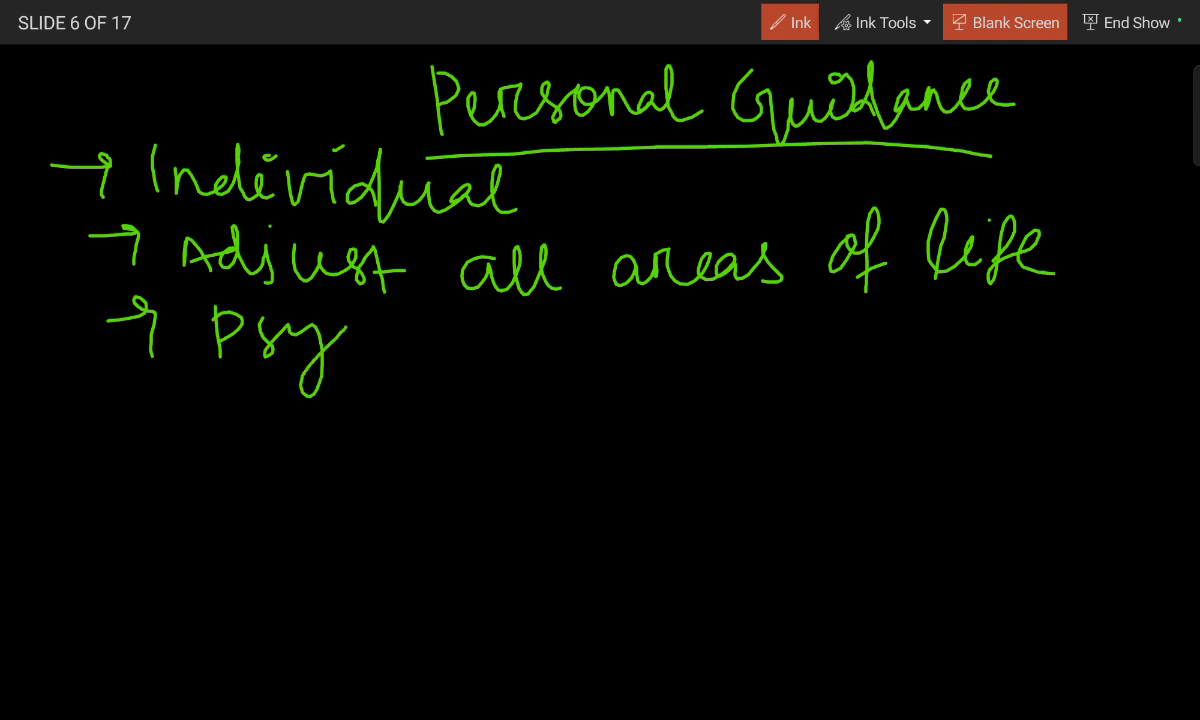 SLIDE 6 OF 17
Ink
Ink Tools
Blank Screen
End Show
Personal Guidance
→ Individual
→ Adjust all areas of life
→ Psy